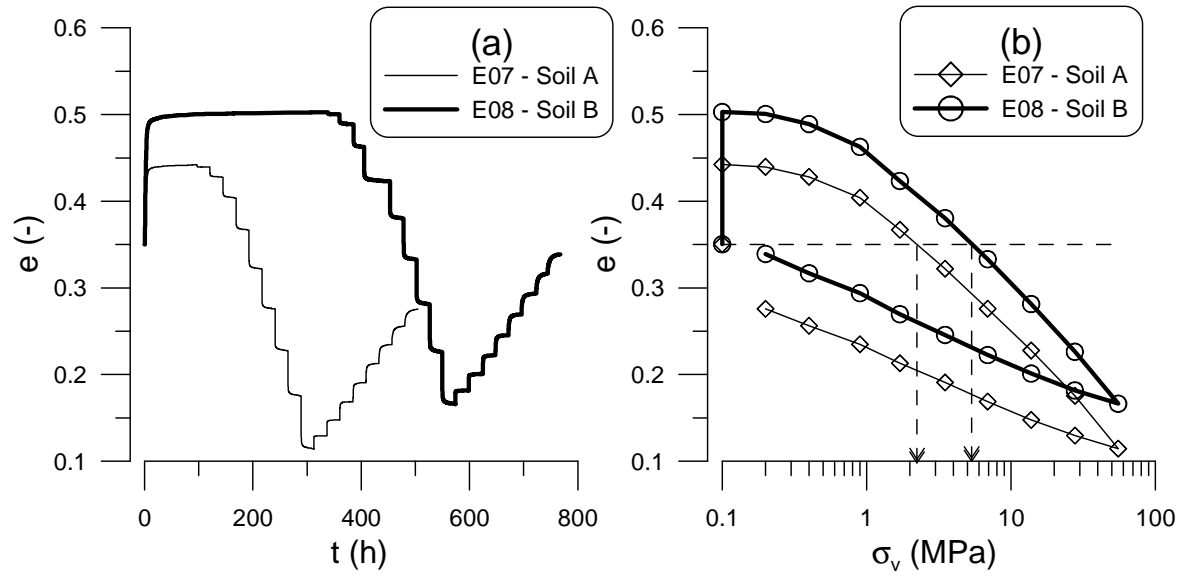 (a)
E07 - Soil A
E08 - Soil B
0.6
0.5
0.4
0.3
0.2
0.1
e (-)
0 200 400 600 800
t (h)
(b)
E07 - Soil A
E08 - Soil B
0.6
0.5
0.4
0.3
0.2
0.1
e (-)
0.1 1 10 100
σv (MPa)